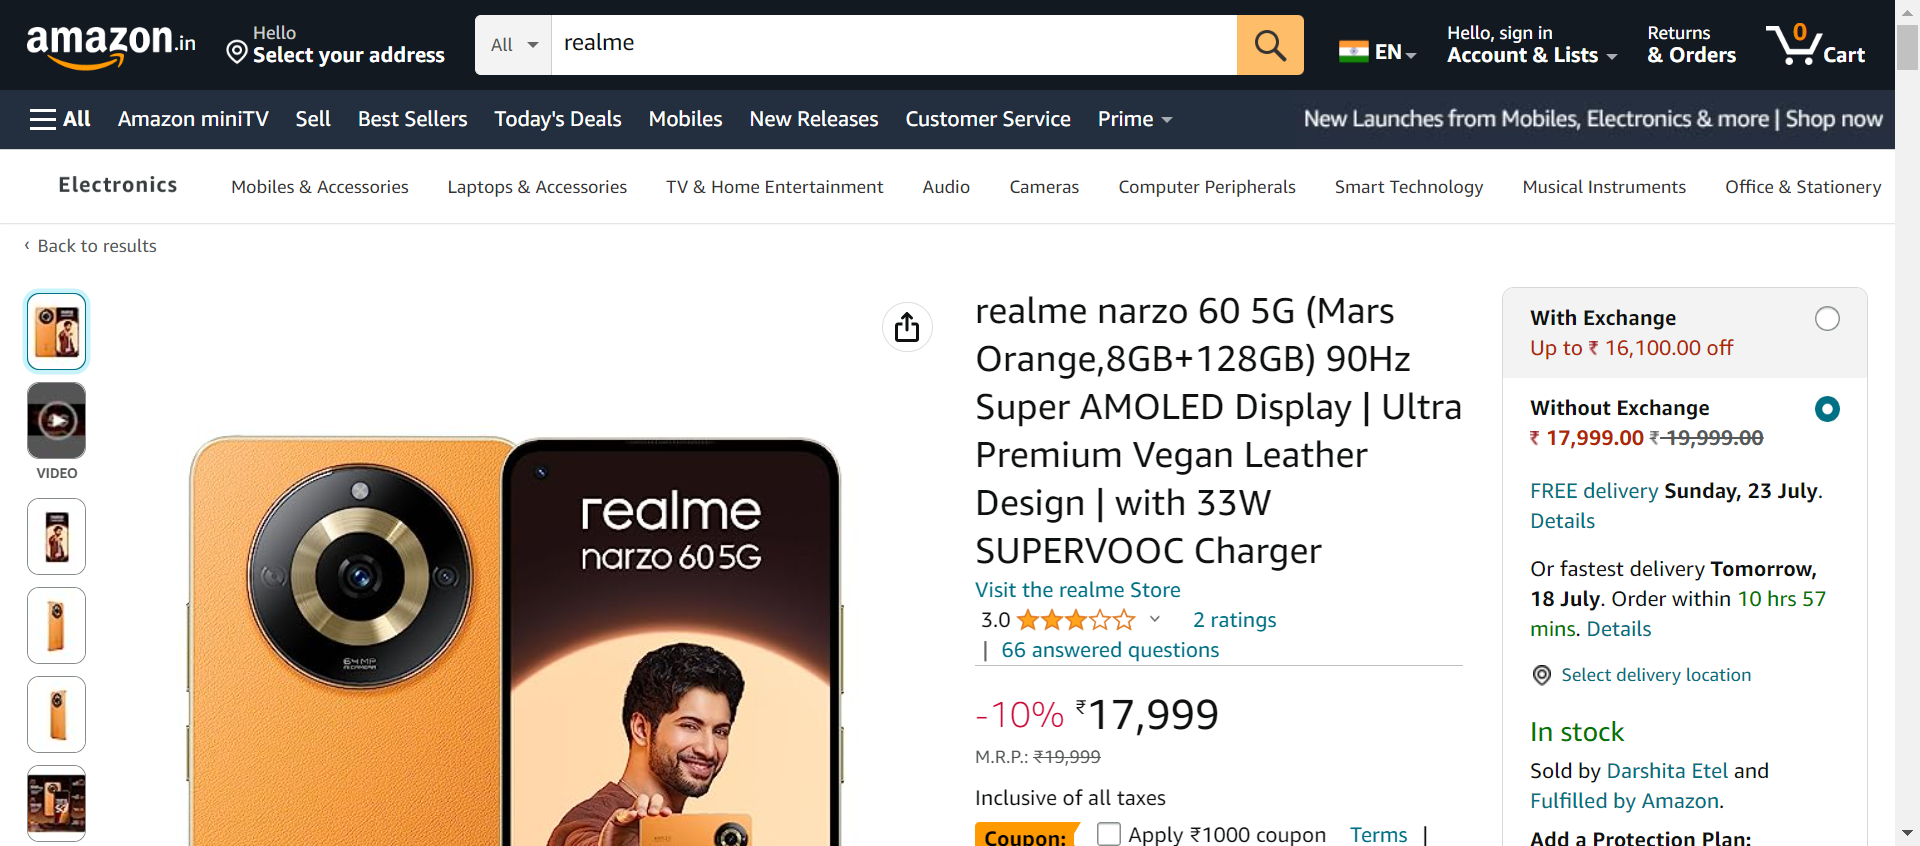 amazon.in
Hello
Select your address
All
realme
EN
Hello, sign in
Account & Lists
Returns
& Orders
0
Cart
All Amazon miniTV Sell Best Sellers Today's Deals Mobiles New Releases Customer Service Prime
New Launches from Mobiles, Electronics & more | Shop now
Electronics Mobiles & Accessories Laptops & Accessories TV & Home Entertainment Audio Cameras Computer Peripherals Smart Technology Musical Instruments Office & Stationery
‹ Back to results
VIDEO
realme
narzo 60 5G
64MP
AI CAMERA
realme narzo 60 5G (Mars
Orange,8GB+128GB) 90Hz
Super AMOLED Display | Ultra
Premium Vegan Leather
Design | with 33W
SUPERVOOC Charger
Visit the realme Store
3.0 2 ratings
| 66 answered questions
-10% ₹17,999
M.R.P.: ₹19,999
Inclusive of all taxes
Coupon: Apply ₹1000 coupon Terms |
With Exchange
Up to ₹ 16,100.00 off
Without Exchange
₹ 17,999.00 ₹ 19,999.00
FREE delivery Sunday, 23 July.
Details
Or fastest delivery Tomorrow,
18 July. Order within 10 hrs 57
mins. Details
Select delivery location
In stock
Sold by Darshita Etel and
Fulfilled by Amazon.
Add a Protection Plan: